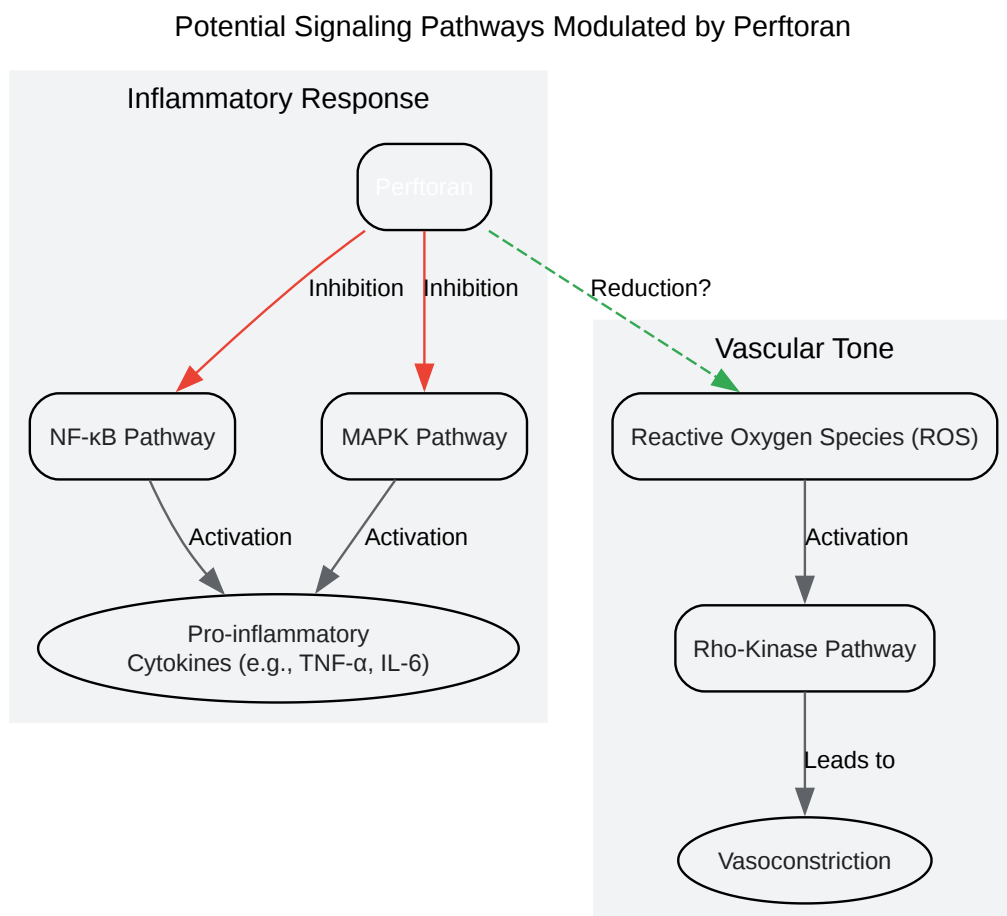 Potential Signaling Pathways Modulated by Perftoran
Inflammatory Response
Perftoran
Inhibition
Inhibition
Reduction?
Vascular Tone
NF-κB Pathway
MAPK Pathway
Reactive Oxygen Species (ROS)
Activation
Activation
Activation
Pro-inflammatory
Cytokines (e.g., TNF-α, IL-6)
Rho-Kinase Pathway
Leads to
Vasoconstriction